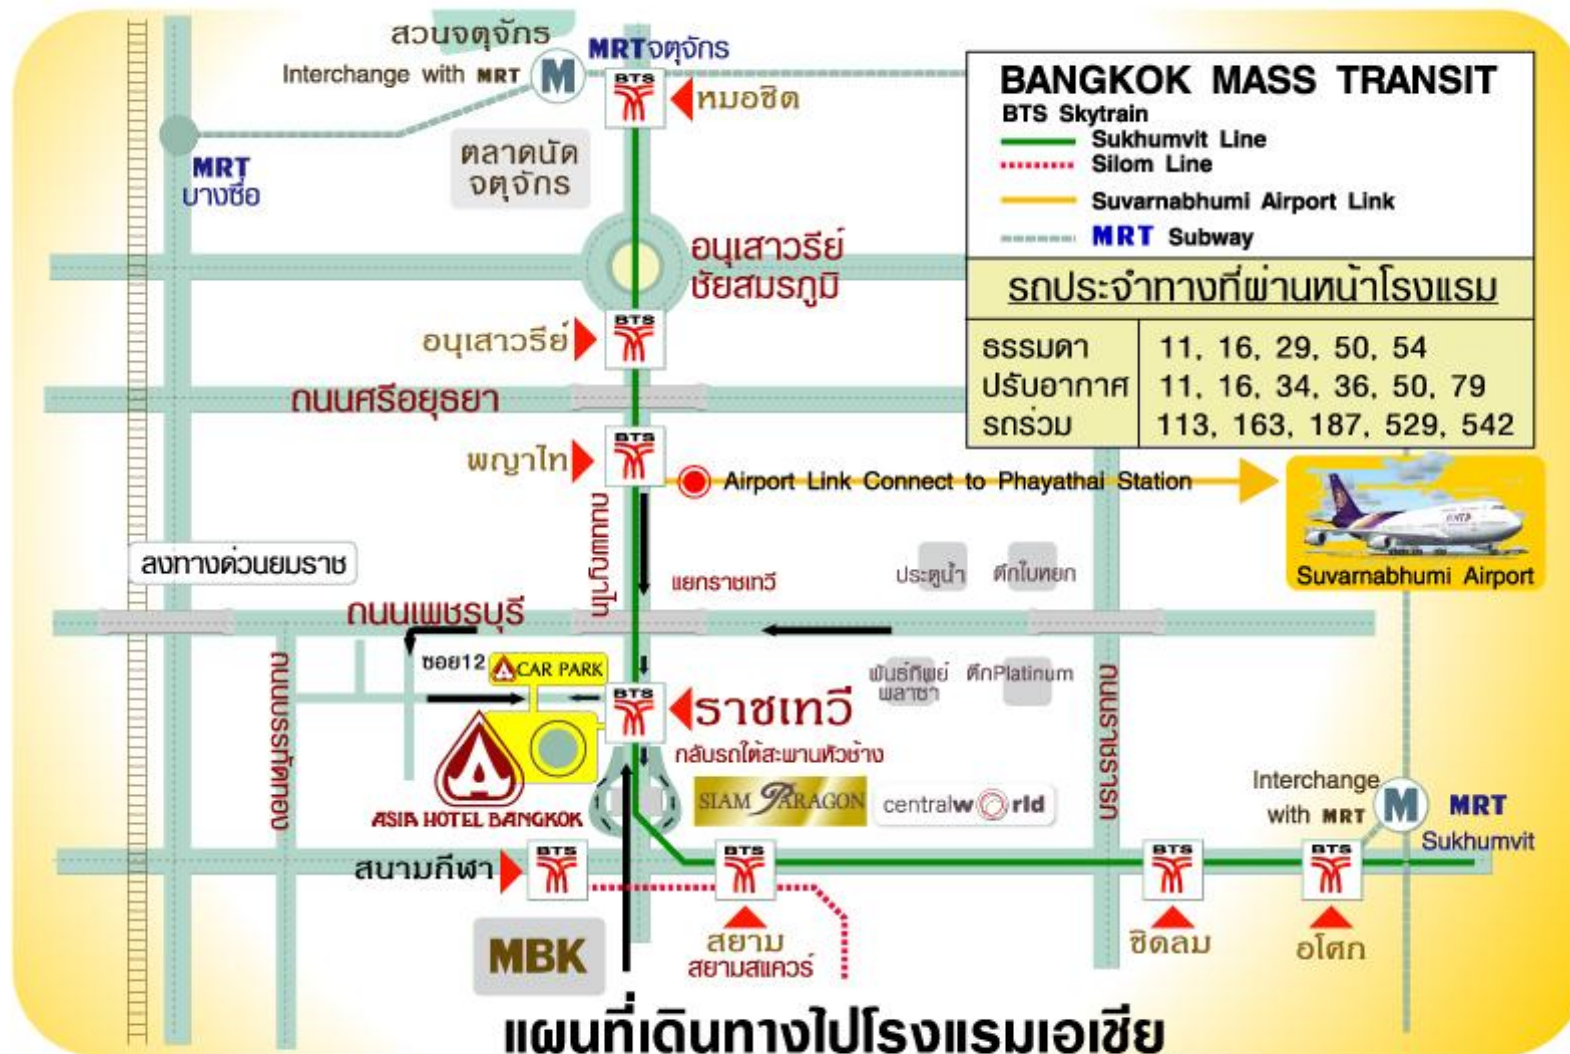 สวนจตุจักร
Interchange with MRT
M
MRTจตุจักร
BTS
หมอชิต
MRT
บางซื่อ
ตลาดนัด
จตุจักร
BANGKOK MASS TRANSIT
BTS Skytrain
Sukhumvit Line
Silom Line
Suvarnabhumi Airport Link
MRT Subway
รถประจำทางที่ผ่านหน้าโรงแรม
ธรรมดา 11, 16, 29, 50, 54
ปรับอากาศ 11, 16, 34, 36, 50, 79
รถร่วม 113, 163, 187, 529, 542
อนุเสาวรีย์
ชัยสมรภูมิ
BTS
อนุเสาวรีย์
ถนนศรีอยุธยา
BTS
พญาไท
Airport Link Connect to Phayathai Station
Suvarnabhumi Airport
ถนนพญาไท
ลงทางด่วนยมราช
แยกราชเทวี
ประตูน้ำ
ตึกใบหยก
ถนนเพชรบุรี
ซอย12
CAR PARK
BTS
ราชเทวี
กลับรถใต้สะพานหัวช้าง
พันธ์ทิพย์
พลาซ่า
ตึกPlatinum
ถนนบรรทัดทอง
ถนนราชปรารภ
ASIA HOTEL BANGKOK
SIAM PARAGON
centralworld
Interchange
with MRT
M
MRT
Sukhumvit
สนามกีฬา
BTS
BTS
BTS
BTS
MBK
สยาม
สยามสแควร์
ชิดลม
อโศก
แผนที่เดินทางไปโรงแรมเอเชีย